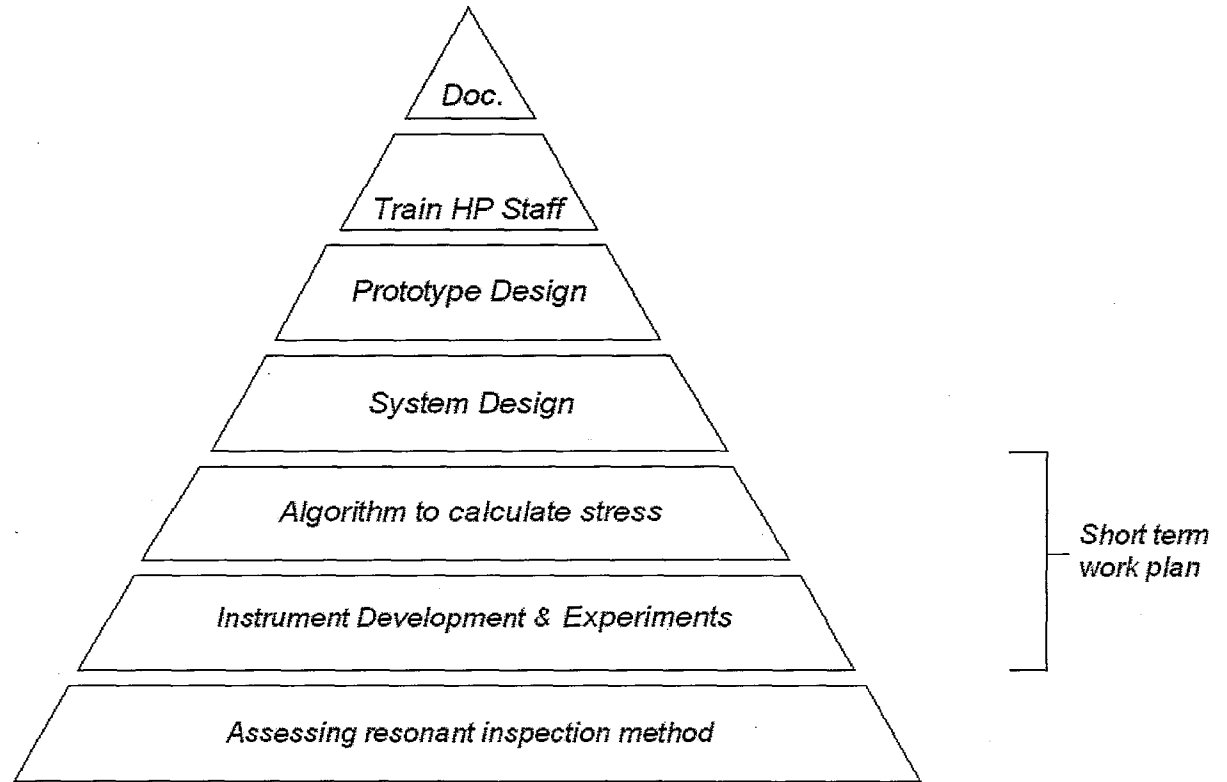 Doc.
Train HP Staff
Prototype Design
System Design
Algorithm to calculate stress
Instrument Development & Experiments
Assessing resonant inspection method
Short term
work plan